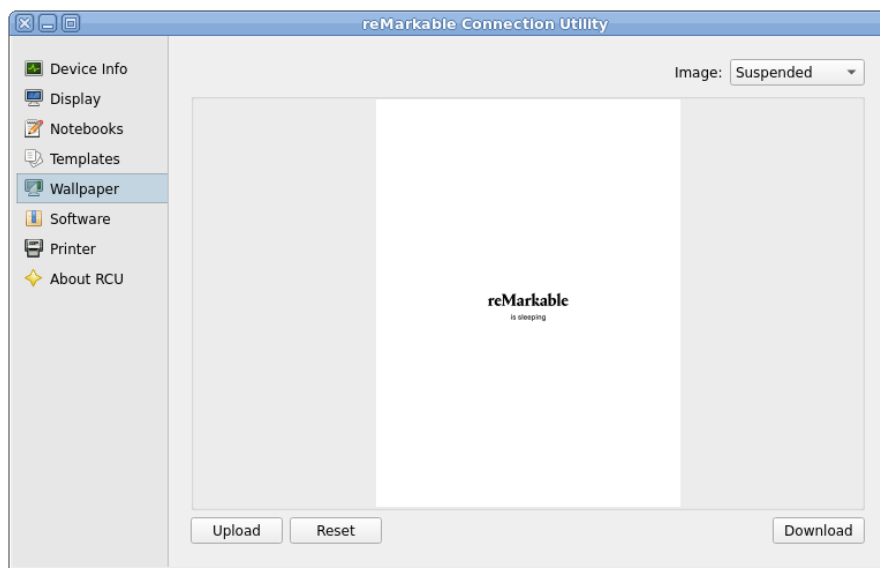 reMarkable Connection Utility
Device Info
Display
Notebooks
Templates
Wallpaper
Software
Printer
About RCU
Image: Suspended
reMarkable
is sleeping
Upload Reset Download